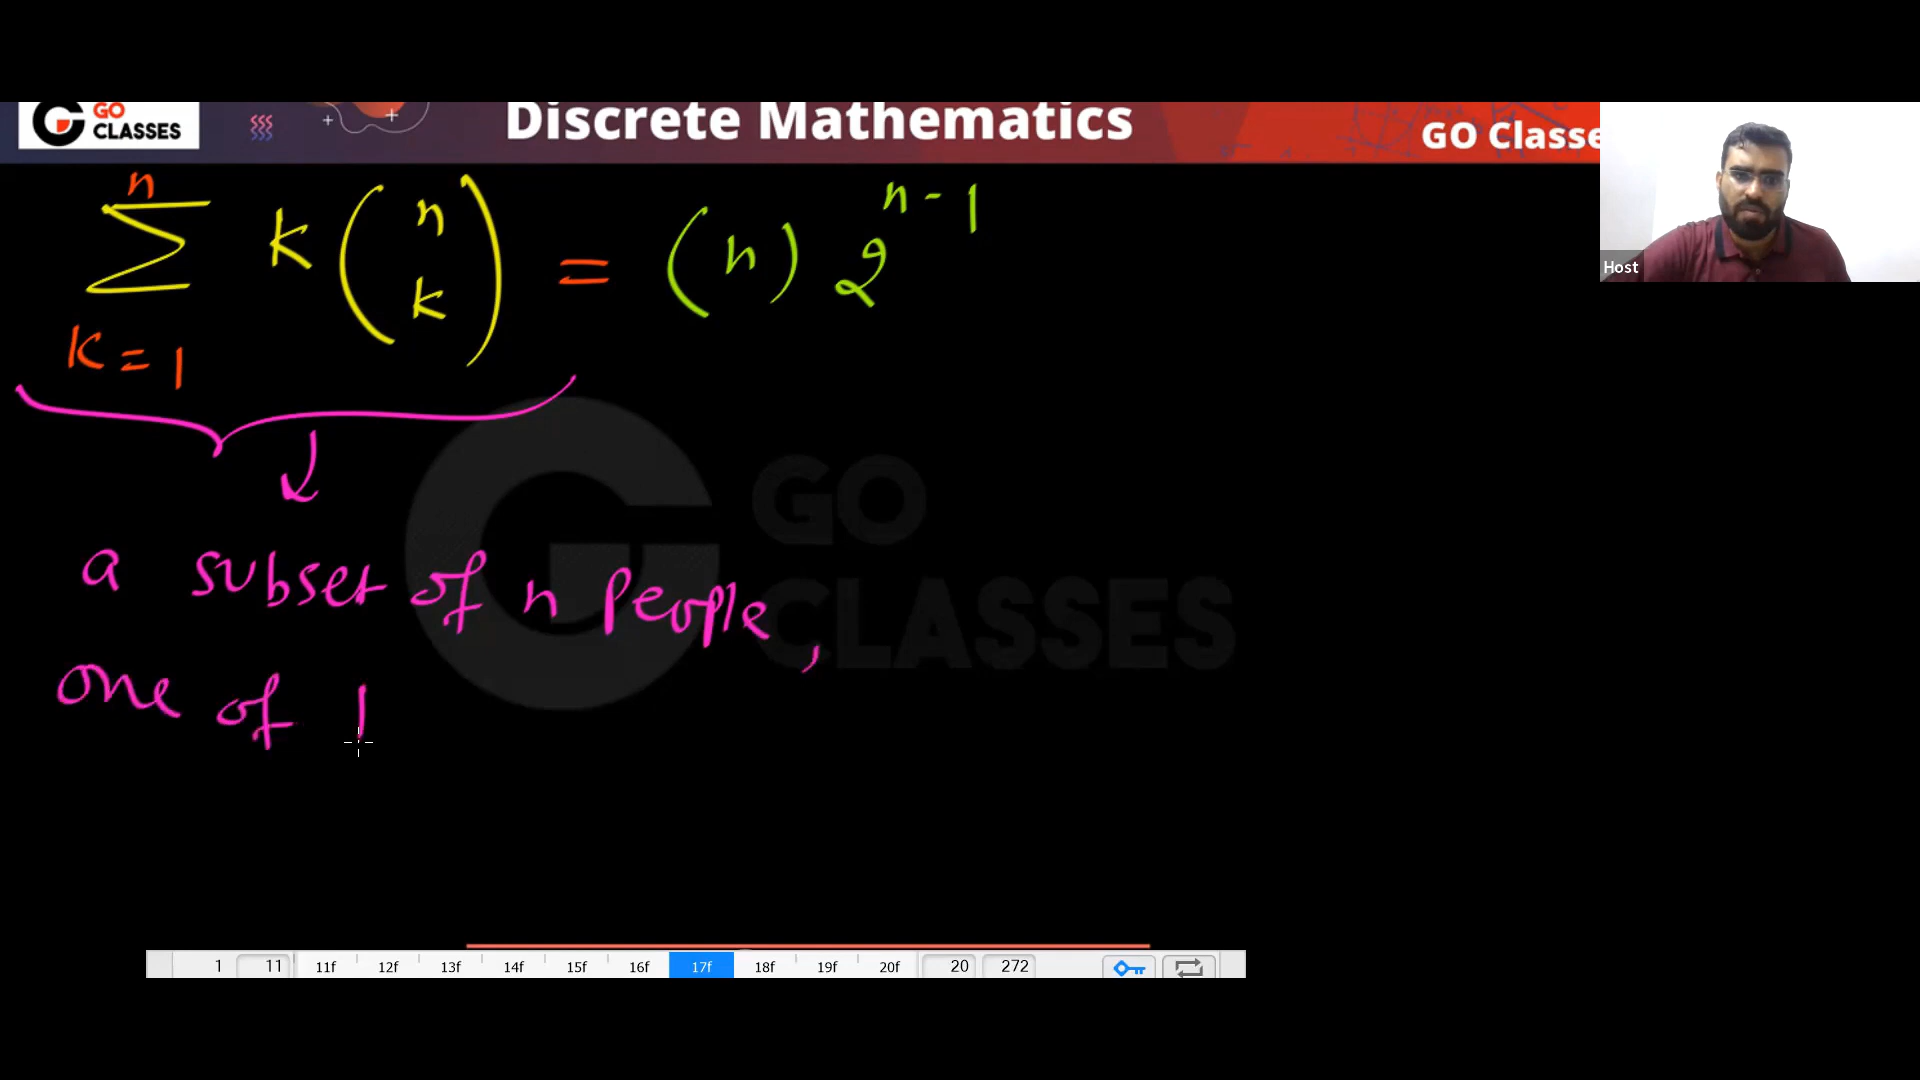 GO
CLASSES
Discrete Mathematics
GO Classe
Host
n
∑ k (n k) = (n) 2^{n-1}
k = 1
a subset of n people,
one of
GO
CLASSES
1 11 11f 12f 13f 14f 15f 16f 17f 18f 19f 20f 20 272